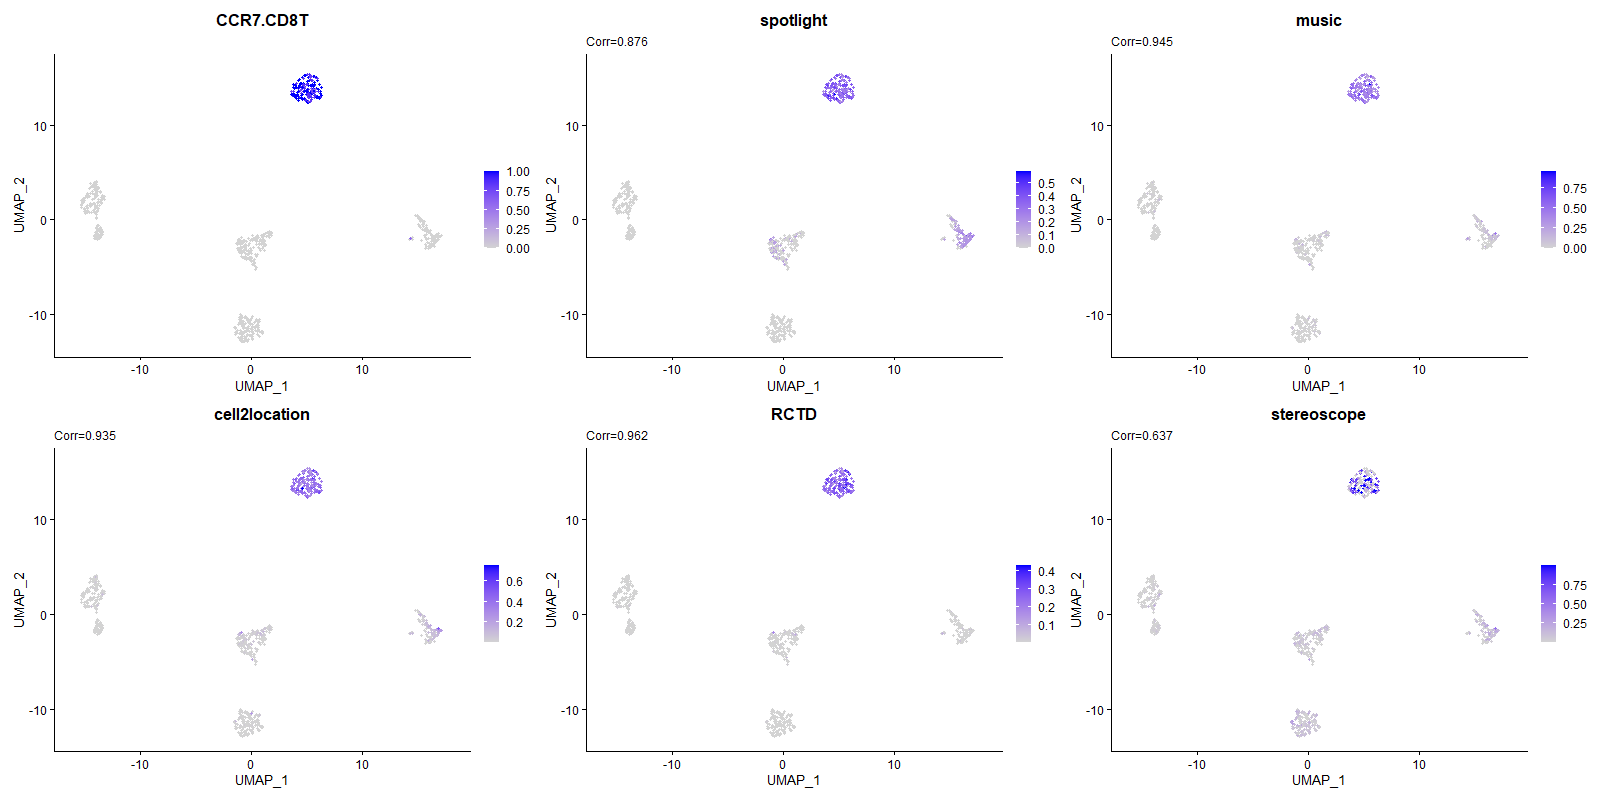 CCR7.CD8T
UMAP_2
10
0
-10
-10
0
10
UMAP_1
1.00
0.75
0.50
0.25
0.00
spotlight
Corr=0.876
UMAP_2
10
0
-10
-10
0
10
UMAP_1
0.5
0.4
0.3
0.2
0.1
0.0
music
Corr=0.945
UMAP_2
10
0
-10
-10
0
10
UMAP_1
0.75
0.50
0.25
0.00
cell2location
Corr=0.935
UMAP_2
10
0
-10
-10
0
10
UMAP_1
0.6
0.4
0.2
RCTD
Corr=0.962
UMAP_2
10
0
-10
-10
0
10
UMAP_1
0.4
0.3
0.2
0.1
stereoscope
Corr=0.637
UMAP_2
10
0
-10
-10
0
10
UMAP_1
0.75
0.50
0.25